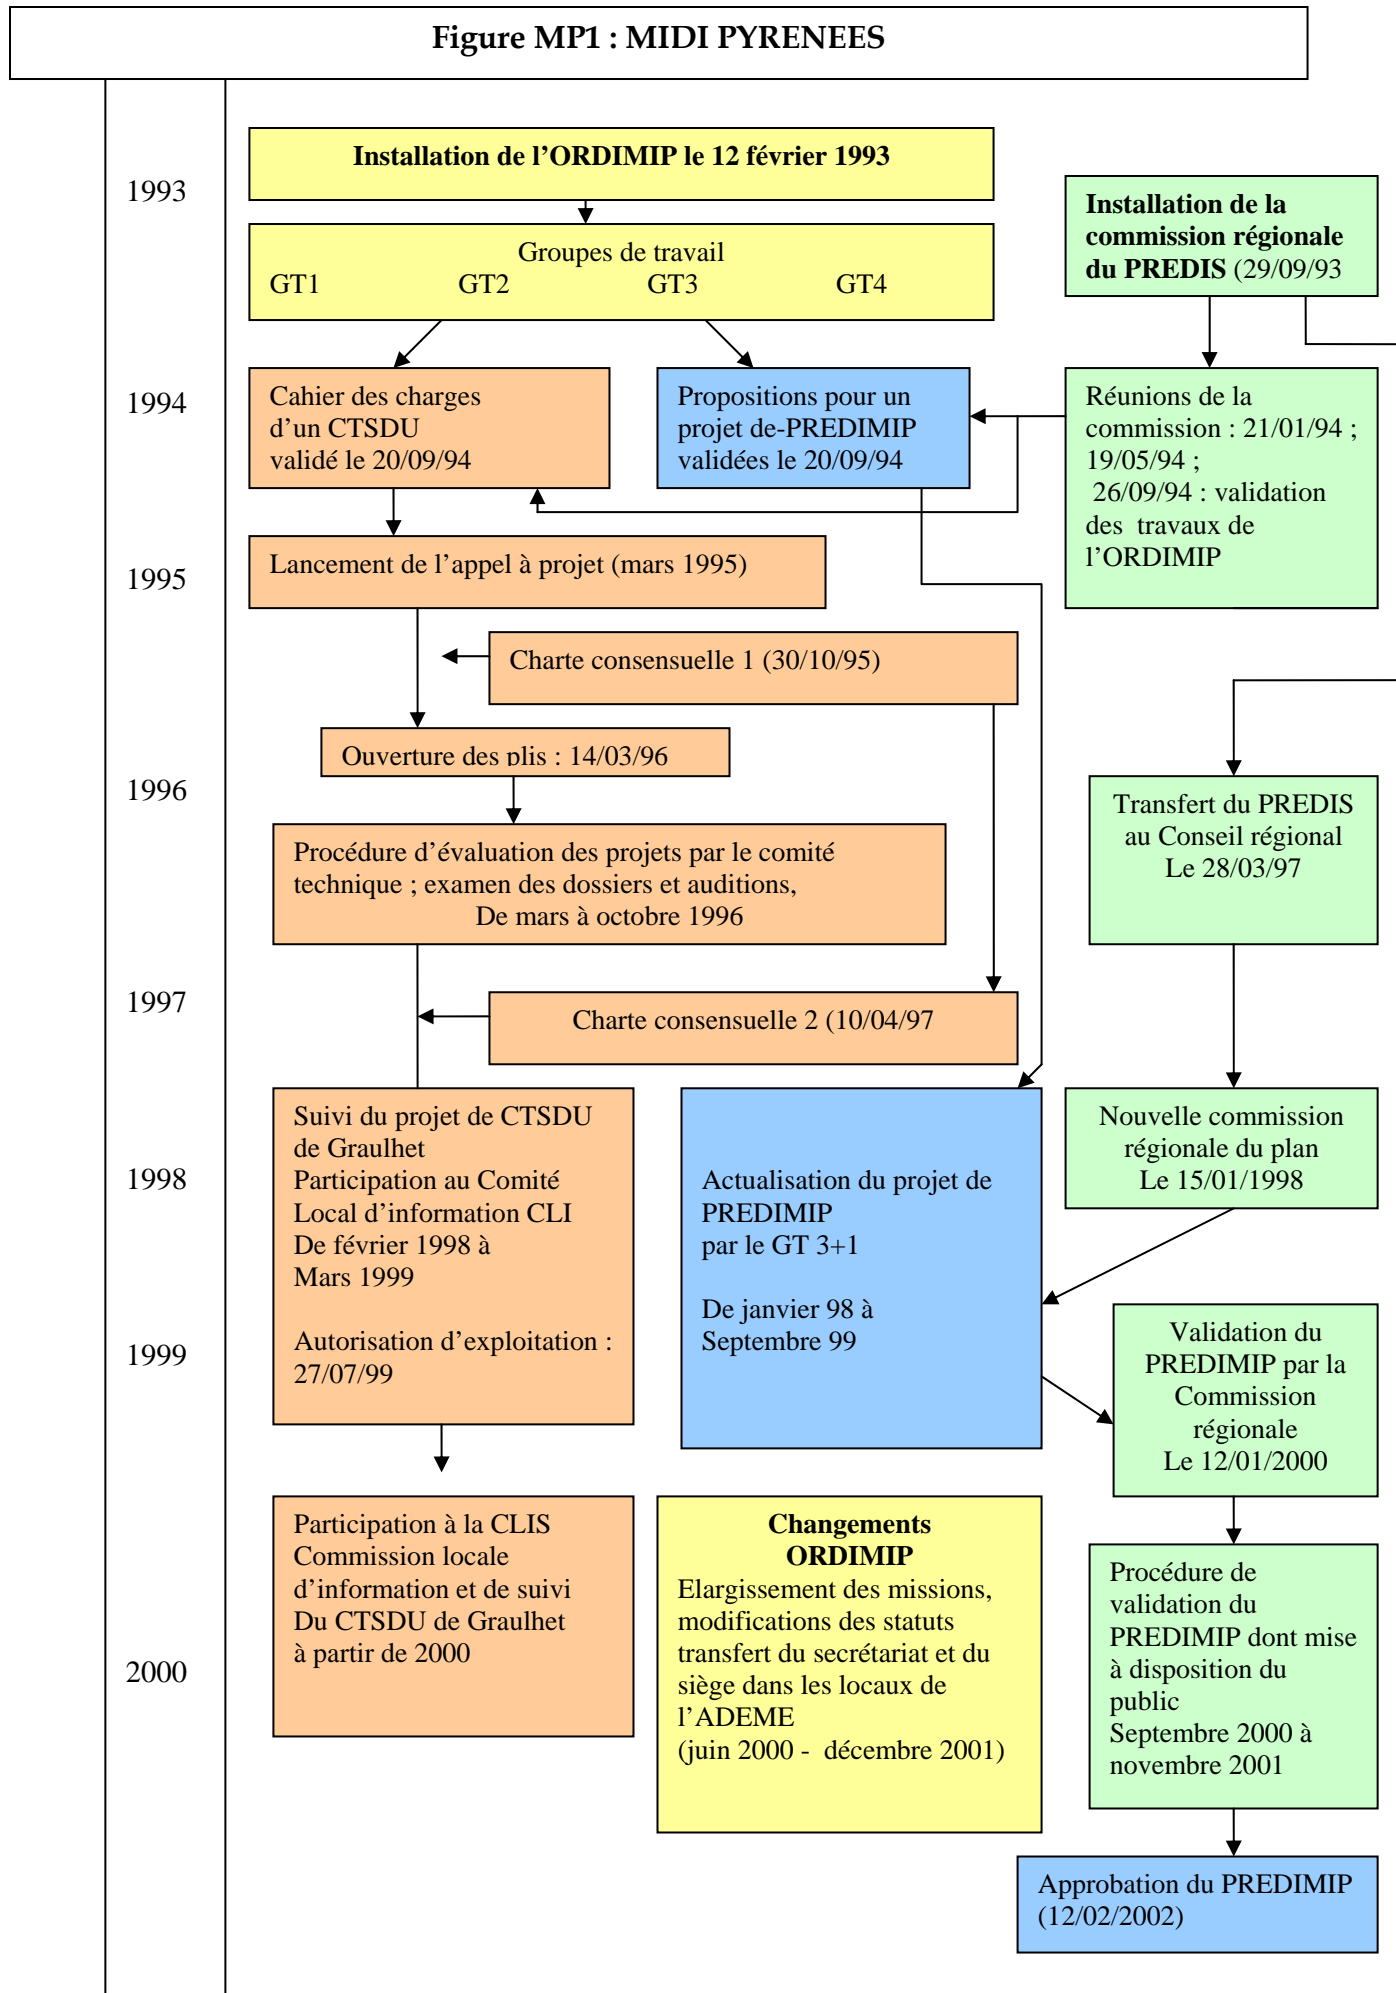 Figure MP1 : MIDI PYRENEES
1993
Installation de l’ORDIMIP le 12 février 1993
Groupes de travail
GT1 GT2 GT3 GT4
Installation de la
commission régionale
du PREDIS (29/09/93
1994
Cahier des charges
d’un CTSDU
validé le 20/09/94
Propositions pour un
projet de-PREDIMIP
validées le 20/09/94
Réunions de la
commission : 21/01/94 ;
19/05/94 ;
26/09/94 : validation
des travaux de
l’ORDIMIP
1995
Lancement de l’appel à projet (mars 1995)
Charte consensuelle 1 (30/10/95)
Ouverture des plis : 14/03/96
1996
Procédure d’évaluation des projets par le comité
technique ; examen des dossiers et auditions,
De mars à octobre 1996
Transfert du PREDIS
au Conseil régional
Le 28/03/97
1997
Charte consensuelle 2 (10/04/97
1998
Suivi du projet de CTSDU
de Graulhet
Participation au Comité
Local d’information CLI
De février 1998 à
Mars 1999
Autorisation d’exploitation :
27/07/99
Actualisation du projet de
PREDIMIP
par le GT 3+1
De janvier 98 à
Septembre 99
Nouvelle commission
régionale du plan
Le 15/01/1998
1999
Validation du
PREDIMIP par la
Commission
régionale
Le 12/01/2000
2000
Participation à la CLIS
Commission locale
d’information et de suivi
Du CTSDU de Graulhet
à partir de 2000
Changements
ORDIMIP
Elargissement des missions,
modifications des statuts
transfert du secrétariat et du
siège dans les locaux de
l’ADEME
(juin 2000 - décembre 2001)
Procédure de
validation du
PREDIMIP dont mise
à disposition du
public
Septembre 2000 à
novembre 2001
Approbation du PREDIMIP
(12/02/2002)